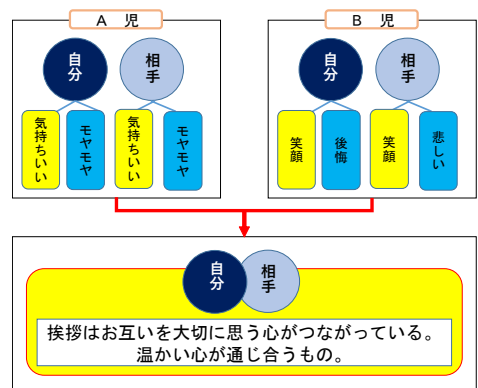 A 児
自分
相手
気持ちいい
モヤモヤ
気持ちいい
モヤモヤ
B 児
自分
相手
笑顔
後悔
笑顔
悲しい
自分
相手
挨拶はお互いを大切に思う心がつながっている。
温かい心が通じ合うもの。